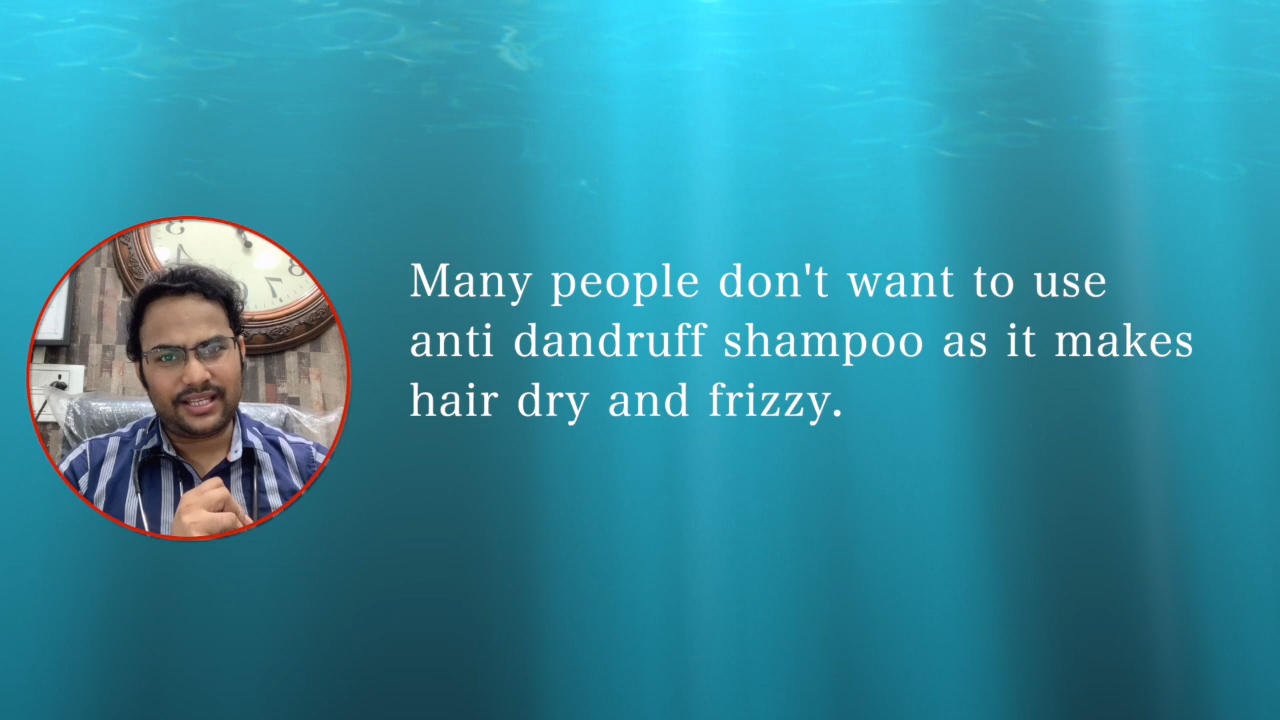 Many people don't want to use
anti dandruff shampoo as it makes
hair dry and frizzy.